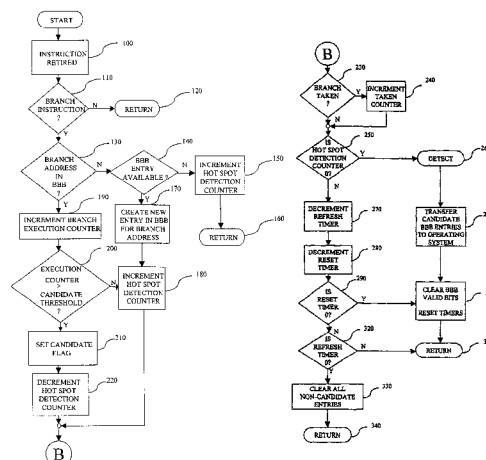 START
INSTRUCTION
RETIRED
100
BRANCH
INSTRUCTION
?
110
N
RETURN
120
Y
BRANCH
ADDRESS
IN
BBB
?
130
N
BBB
ENTRY
AVAILABLE ?
140
N
INCREMENT
HOT SPOT
DETECTION
COUNTER
150
RETURN
160
Y
170
CREATE NEW
ENTRY IN BBB
FOR BRANCH
ADDRESS
Y
190
INCREMENT BRANCH
EXECUTION COUNTER
200
EXECUTION
COUNTER
>
CANDIDATE
THRESHOLD
?
N
INCREMENT
HOT SPOT
DETECTION
COUNTER
180
Y
210
SET CANDIDATE
FLAG
220
DECREMENT
HOT SPOT
DETECTION
COUNTER
B
B
230
BRANCH
TAKEN
?
Y
INCREMENT
TAKEN
COUNTER
240
N
250
IS
HOT SPOT
DETECTION
COUNTER
0?
Y
DETECT
N
270
DECREMENT
REFRESH
TIMER
TRANSFER
CANDIDATE
BBB ENTRIES
TO OPERATING
SYSTEM
280
DECREMENT
RESET
TIMER
290
IS
RESET
TIMER
0?
Y
CLEAR BBB
VALID BITS
RESET TIMERS
N
320
IS
REFRESH
TIMER
0?
N
RETURN
Y
330
CLEAR ALL
NON-CANDIDATE
ENTRIES
RETURN
340